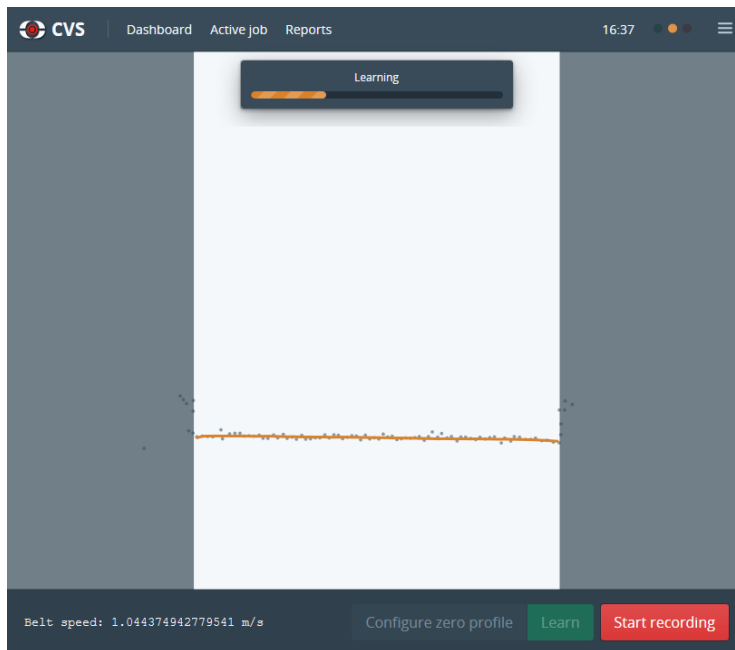 CVS Dashboard Active job Reports 16:37
Learning
Belt speed: 1.044374942779541 m/s Configure zero profile Learn Start recording